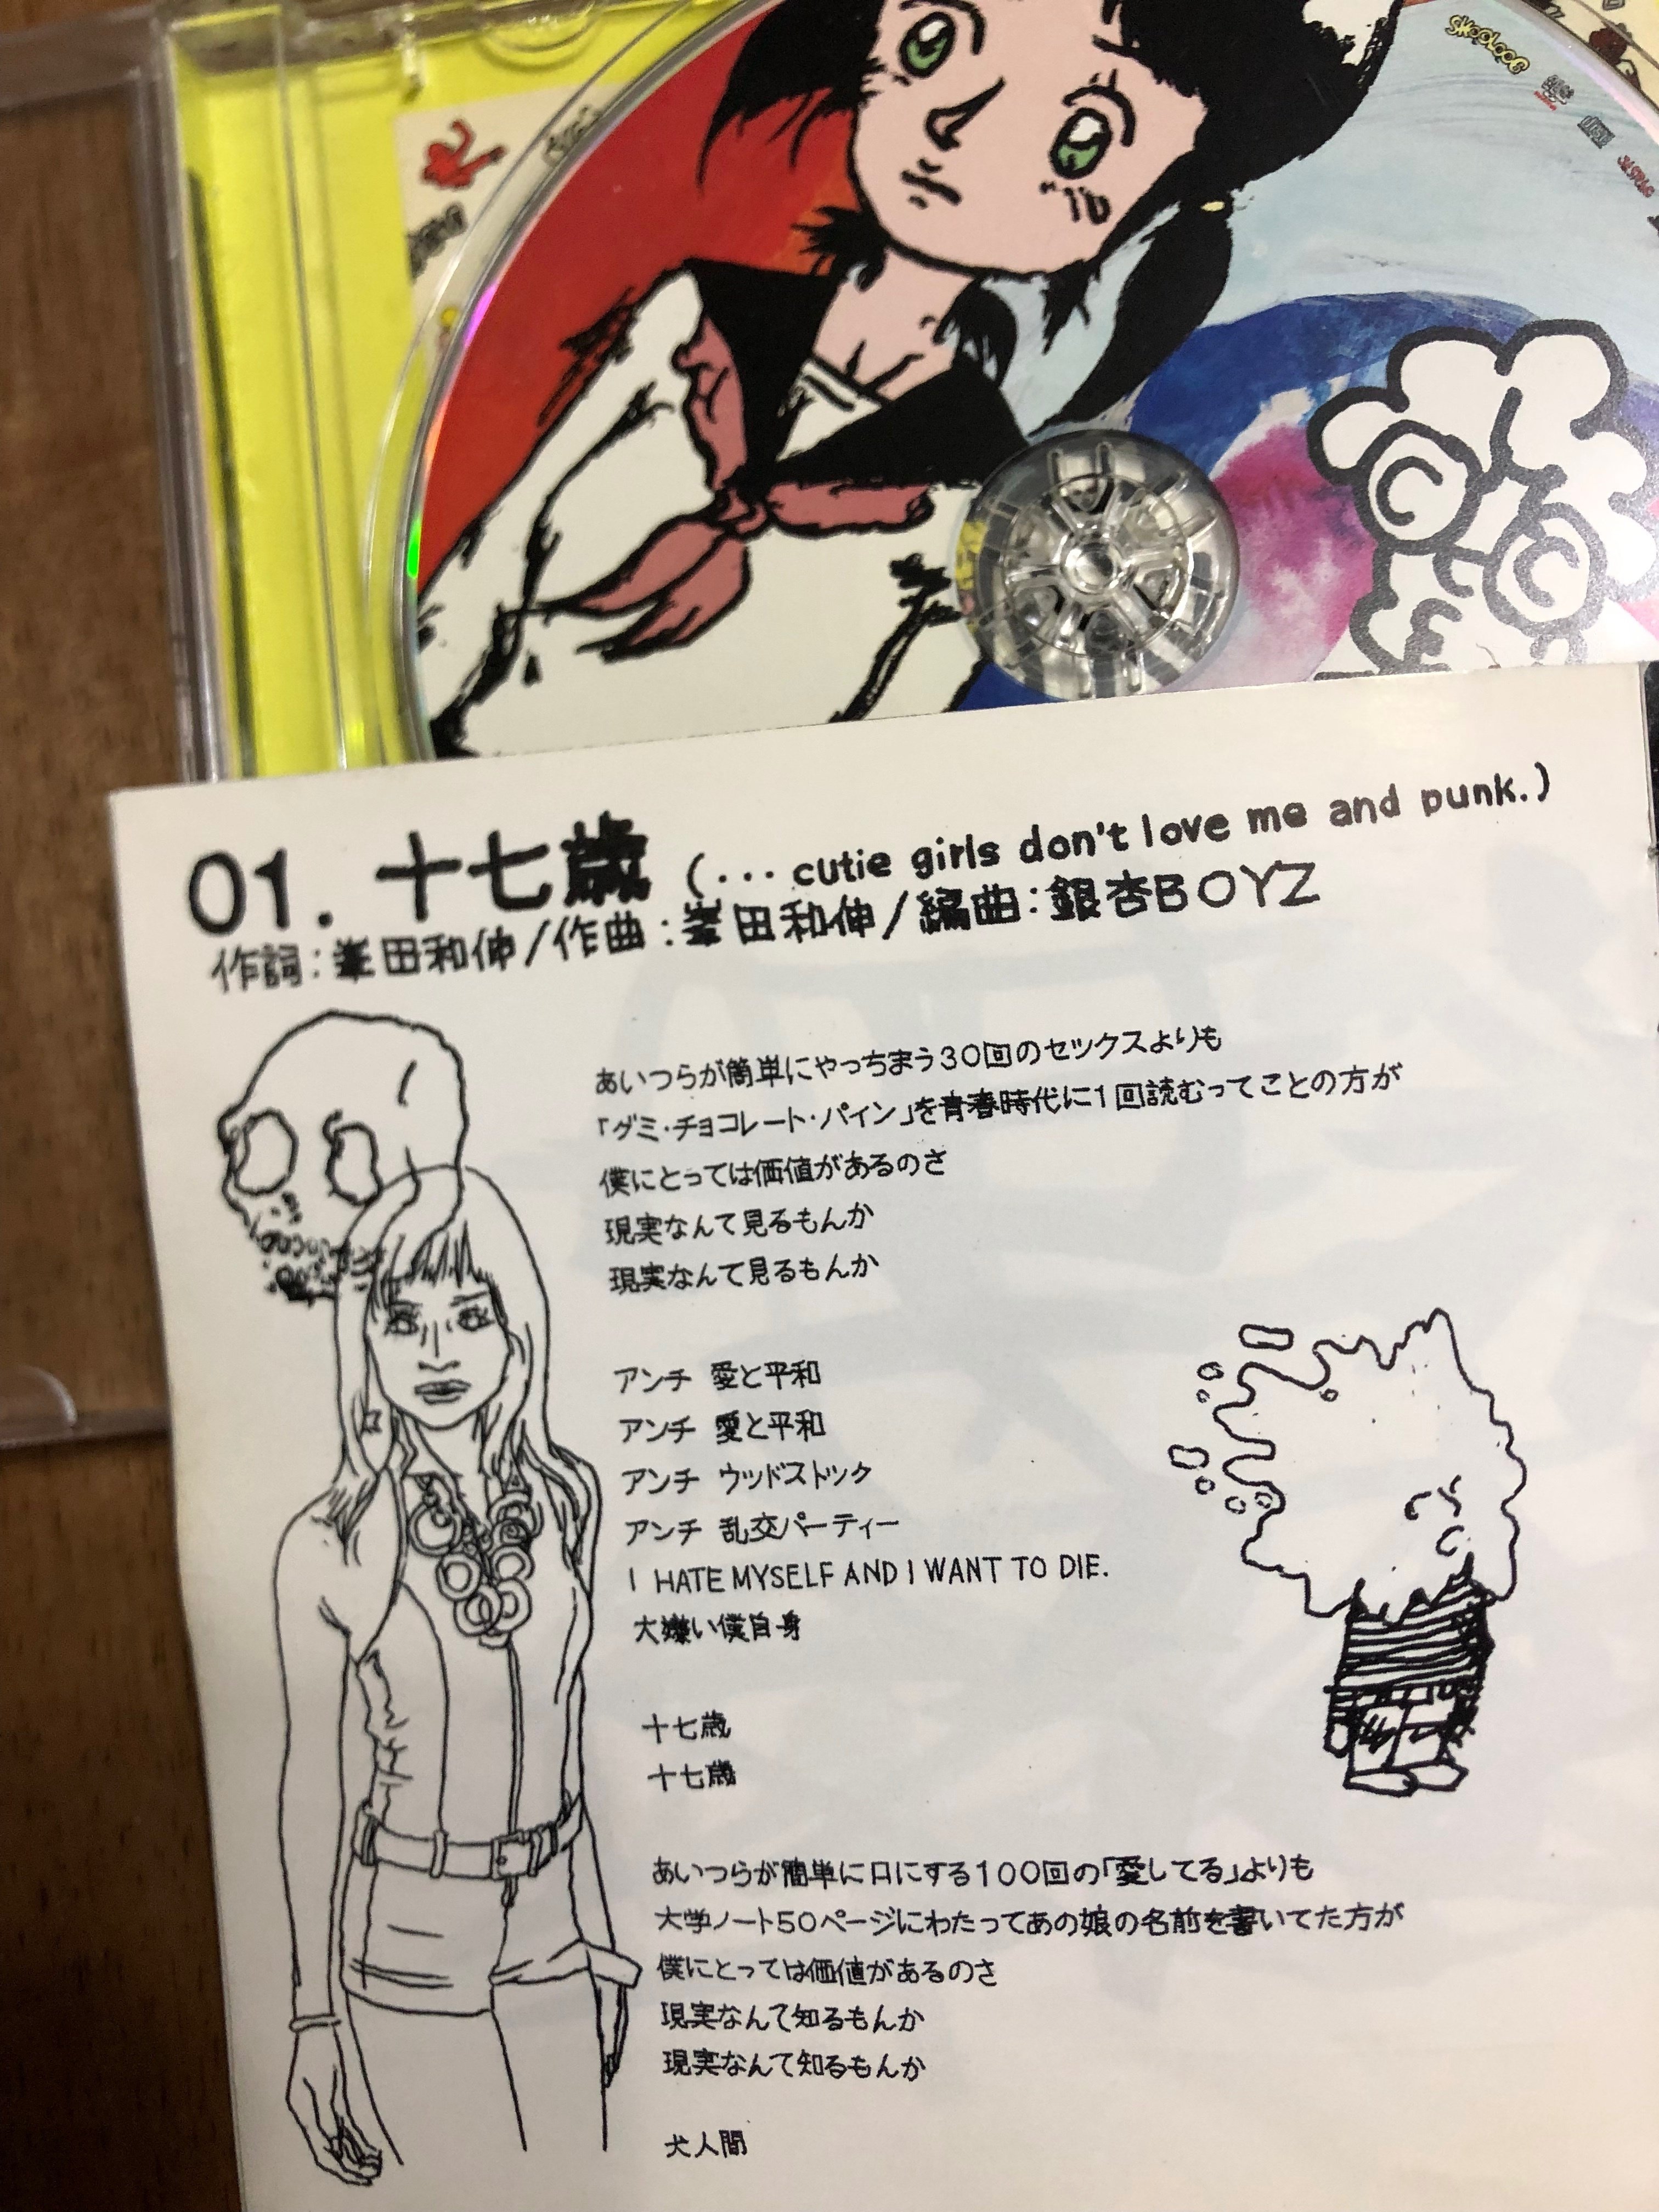 SKOOLOOF
01. 十七歳 (... cutie girls don't love me and punk.)
作詞:峯田和伸/作曲:峯田和伸/編曲:銀杏BOYZ
あいつらが簡単にやっちまう30回のセックスよりも
「グミ・チョコレート・パイン」を青春時代に1回読むってことの方が
僕にとっては価値があるのさ
現実なんて見るもんか
現実なんて見るもんか
アンチ 愛と平和
アンチ 愛と平和
アンチ ウッドストック
アンチ 乱交パーティー
I HATE MYSELF AND I WANT TO DIE.
大嫌い僕自身
十七歳
十七歳
あいつらが簡単に口にする100回の「愛してる」よりも
大学ノート50ページにわたってあの娘の名前を書いてた方が
僕にとっては価値があるのさ
現実なんて知るもんか
現実なんて知るもんか
犬人間